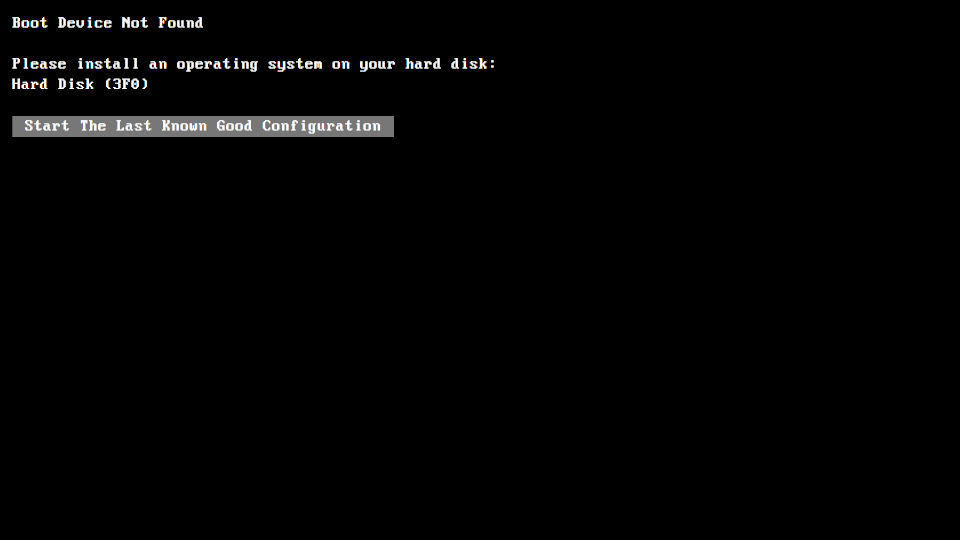 Boot Device Not Found
Please install an operating system on your hard disk:
Hard Disk (3F0)
Start The Last Known Good Configuration